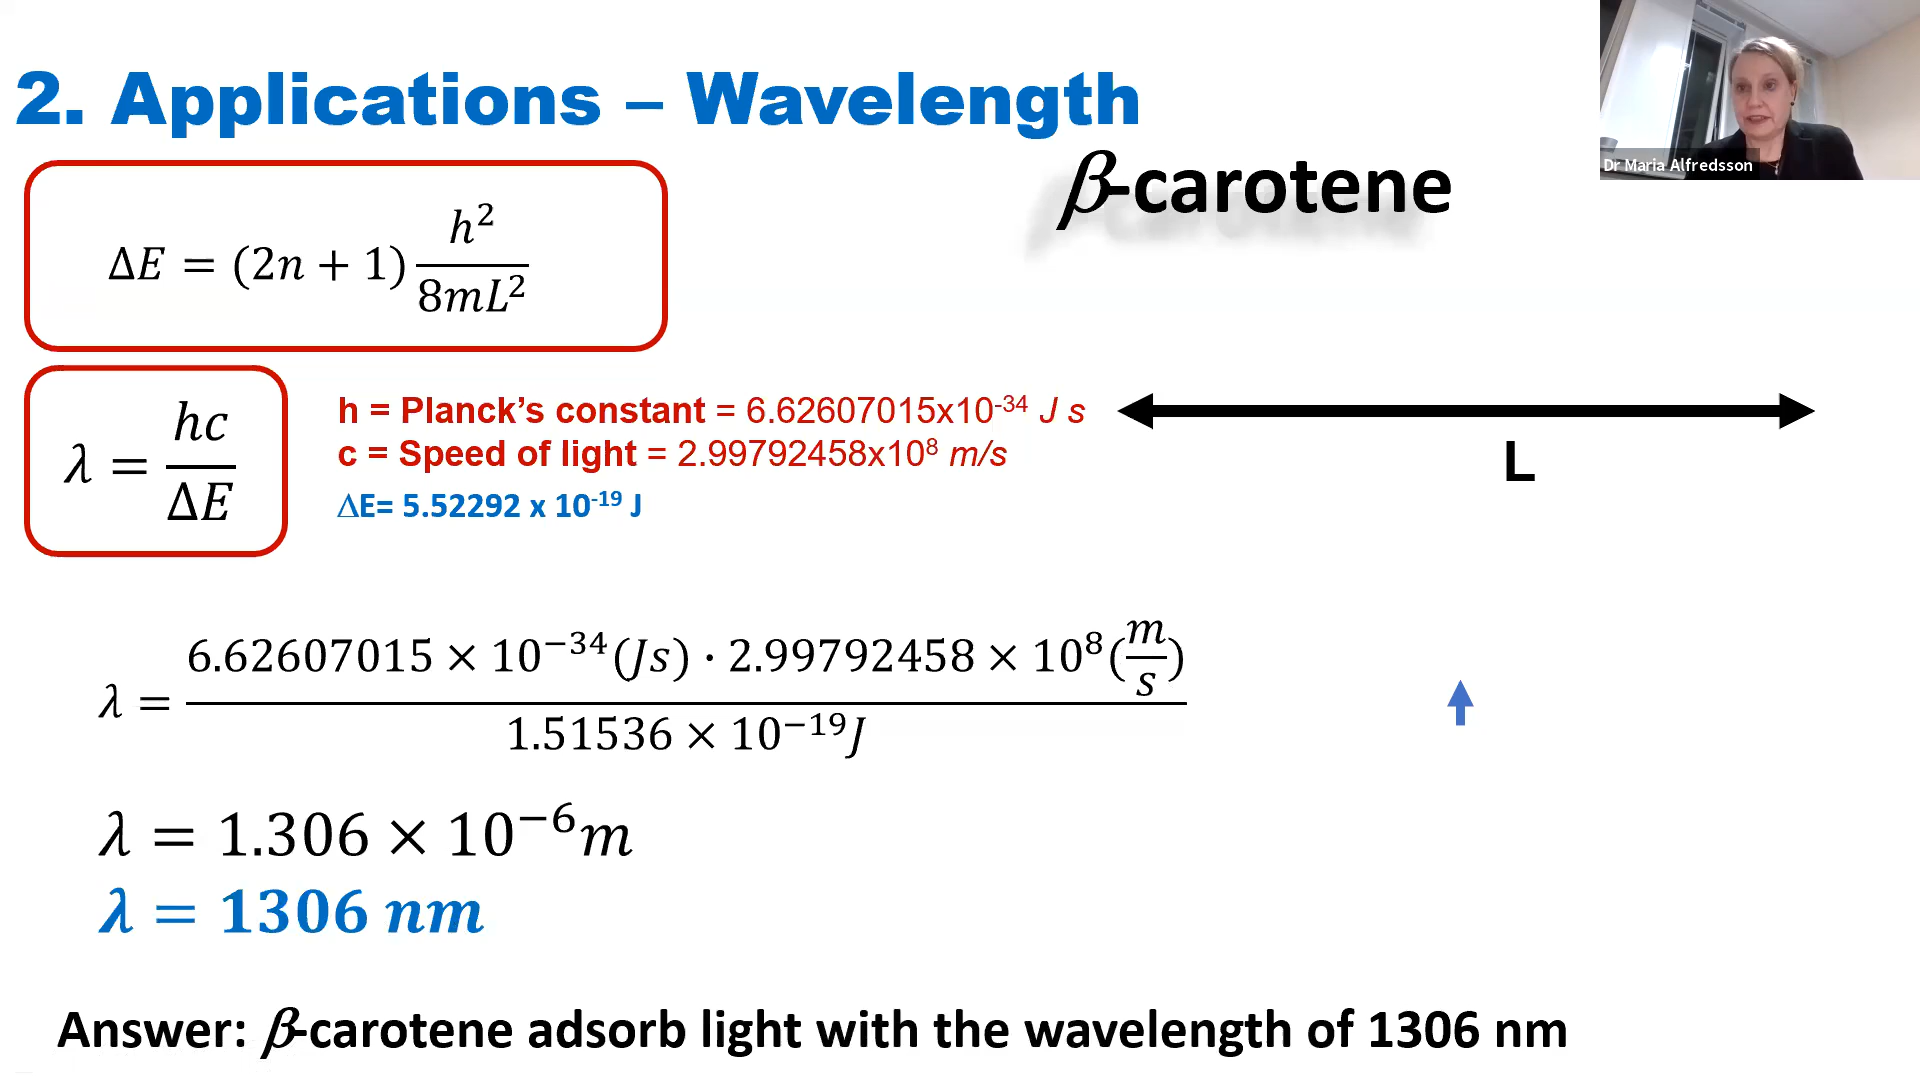 2. Applications – Wavelength
β-carotene
Dr Maria Alfredsson
ΔE = (2n + 1) h² / 8mL²
λ = hc / ΔE
h = Planck’s constant = 6.62607015x10⁻³⁴ J s
c = Speed of light = 2.99792458x10⁸ m/s
ΔE= 5.52292 x 10⁻¹⁹ J
L
λ = 6.62607015 × 10⁻³⁴(Js) · 2.99792458 × 10⁸(m/s) / 1.51536 × 10⁻¹⁹J
λ = 1.306 × 10⁻⁶m
λ = 1306 nm
Answer: β-carotene adsorb light with the wavelength of 1306 nm